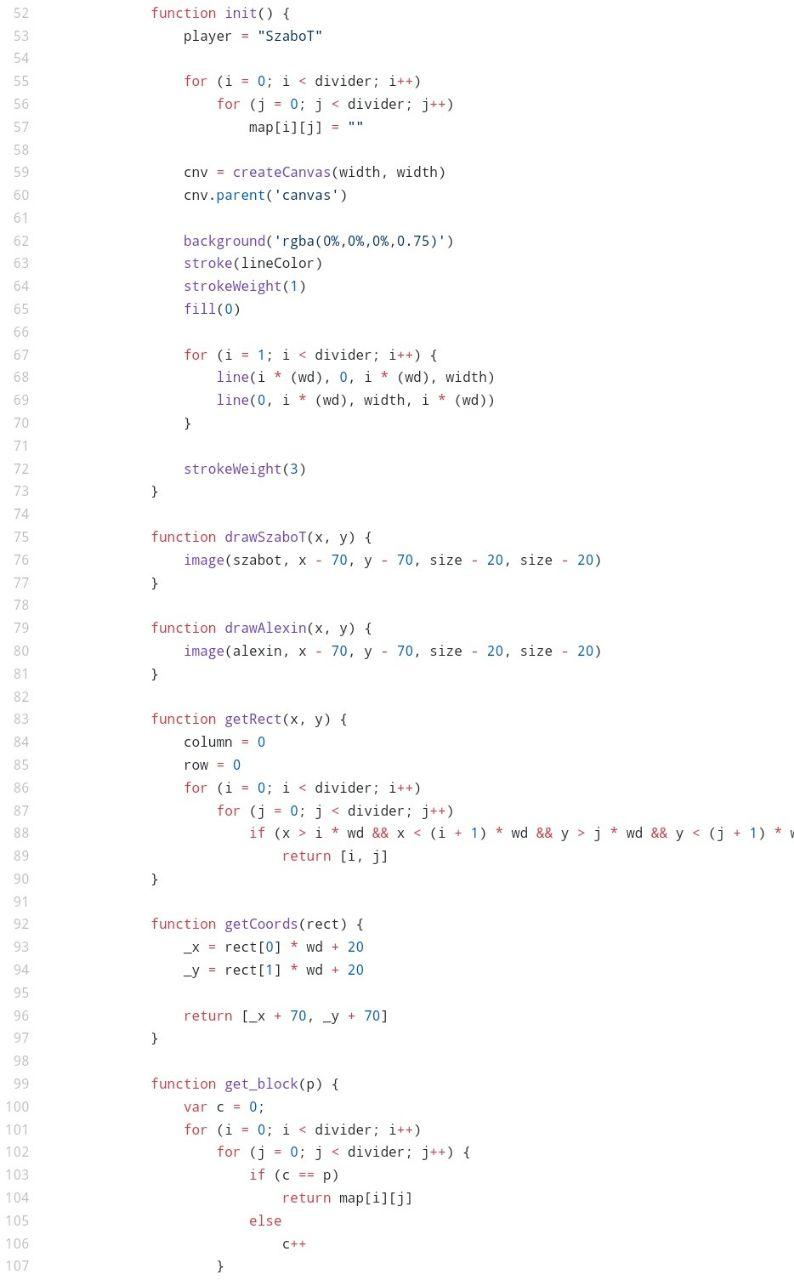 52 function init() {
53 player = "SzaboT"
54
55 for (i = 0; i < divider; i++)
56 for (j = 0; j < divider; j++)
57 map[i][j] = ""
58
59 cnv = createCanvas(width, width)
60 cnv.parent('canvas')
61
62 background('rgba(0%,0%,0%,0.75)')
63 stroke(lineColor)
64 strokeWeight(1)
65 fill(0)
66
67 for (i = 1; i < divider; i++) {
68 line(i * (wd), 0, i * (wd), width)
69 line(0, i * (wd), width, i * (wd))
70 }
71
72 strokeWeight(3)
73 }
74
75 function drawSzaboT(x, y) {
76 image(szabot, x - 70, y - 70, size - 20, size - 20)
77 }
78
79 function drawAlexin(x, y) {
80 image(alexin, x - 70, y - 70, size - 20, size - 20)
81 }
82
83 function getRect(x, y) {
84 column = 0
85 row = 0
86 for (i = 0; i < divider; i++)
87 for (j = 0; j < divider; j++)
88 if (x > i * wd && x < (i + 1) * wd && y > j * wd && y < (j + 1) *
89 return [i, j]
90 }
91
92 function getCoords(rect) {
93 _x = rect[0] * wd + 20
94 _y = rect[1] * wd + 20
95
96 return [_x + 70, _y + 70]
97 }
98
99 function get_block(p) {
100 var c = 0;
101 for (i = 0; i < divider; i++)
102 for (j = 0; j < divider; j++) {
103 if (c == p)
104 return map[i][j]
105 else
106 c++
107 }